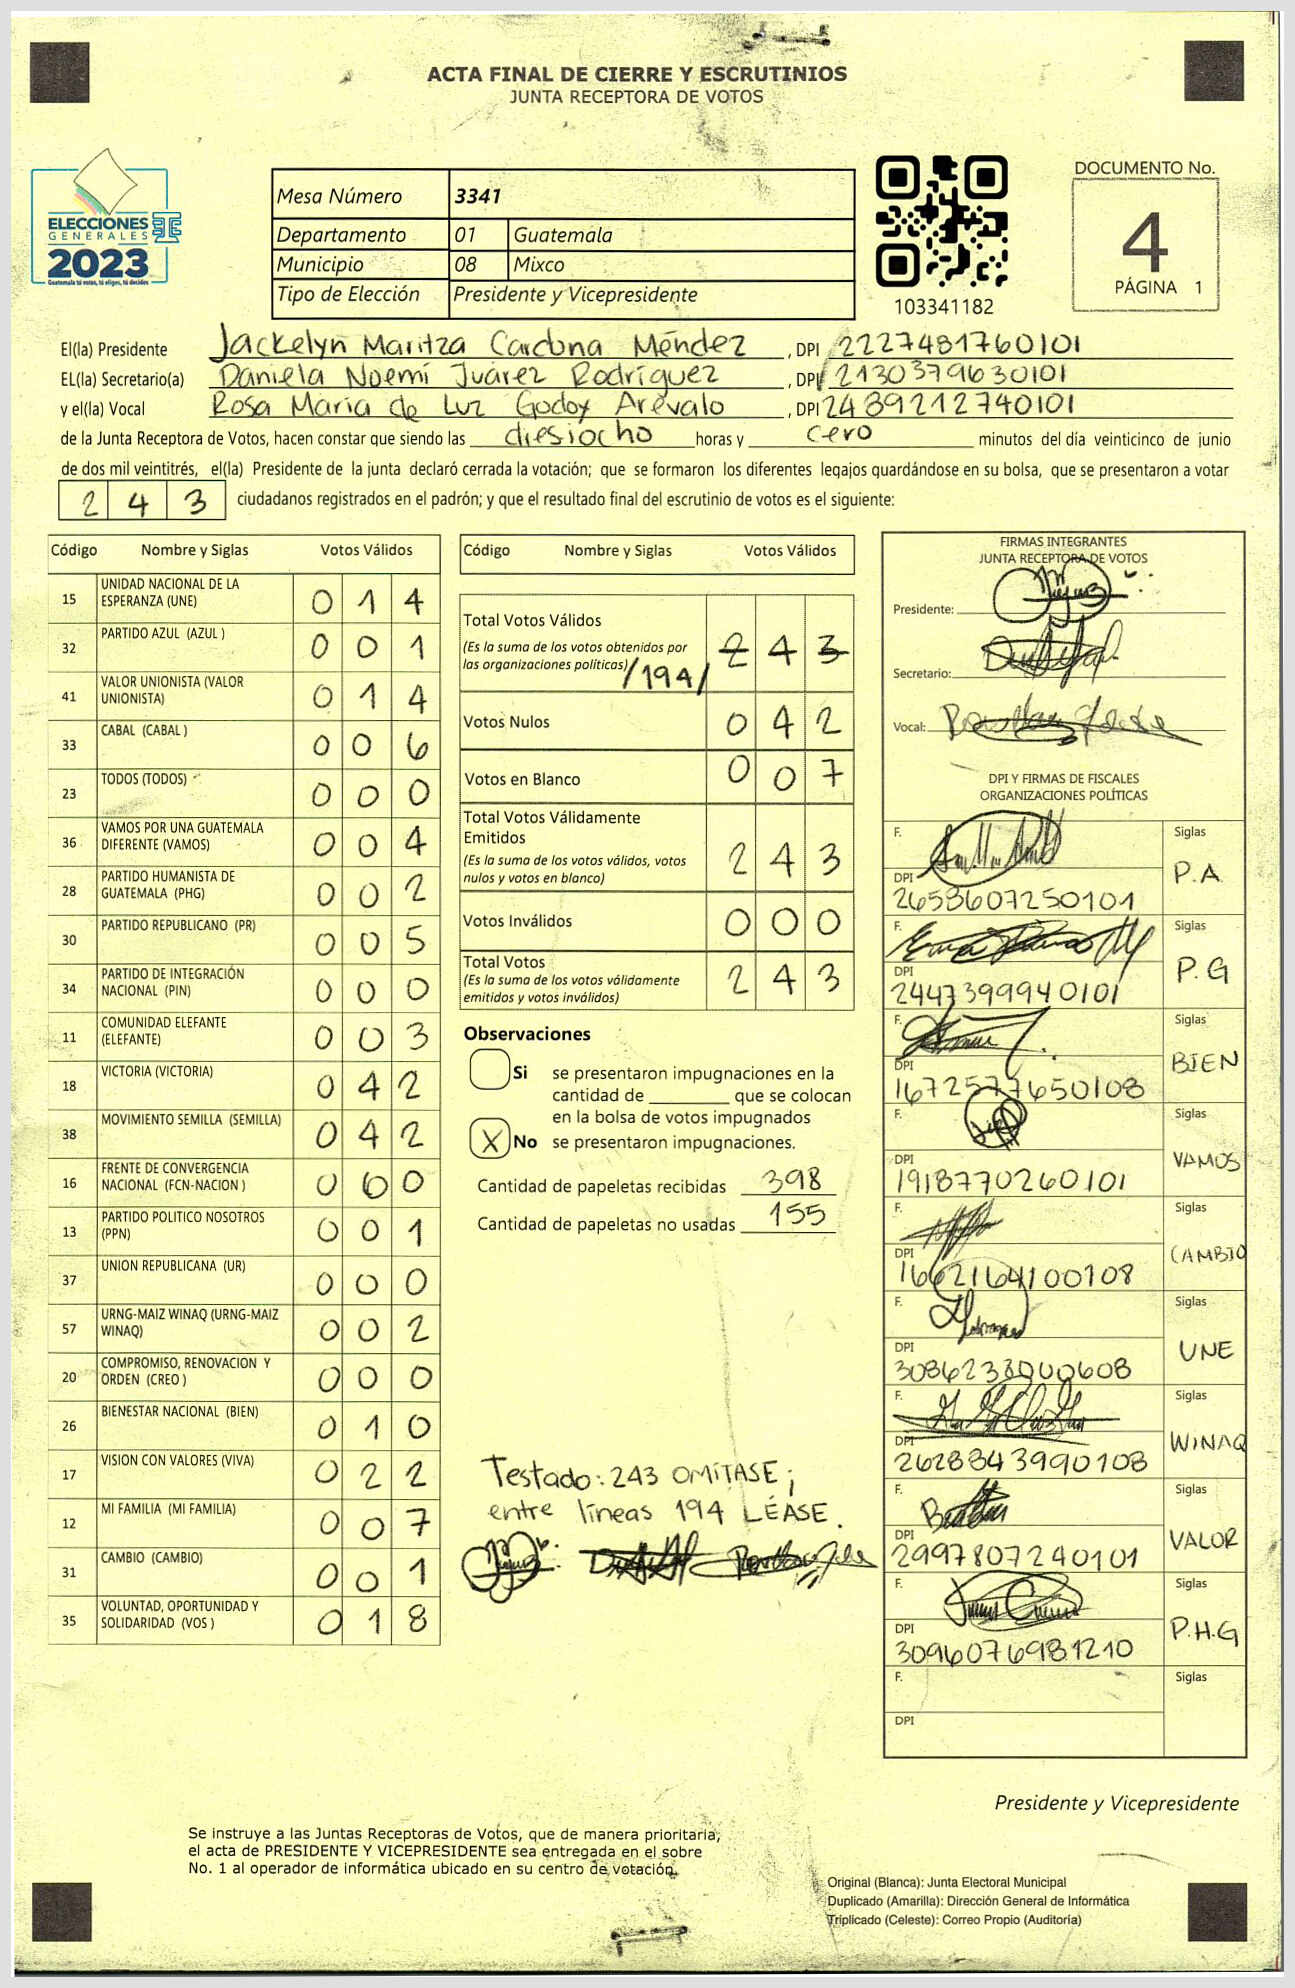 ACTA FINAL DE CIERRE Y ESCRUTINIOS
JUNTA RECEPTORA DE VOTOS
ELECCIONES
GENERALES
2023
Guatemala tú votas, tú eliges, tú decides
Mesa Número 3341
Departamento 01 Guatemala
Municipio 08 Mixco
Tipo de Elección Presidente y Vicepresidente
103341182
DOCUMENTO No.
4
PÁGINA 1
El(la) Presidente Jackelyn Maritza Cardona Méndez, DPI 2227481760101
EL(la) Secretario(a) Daniela Noemí Juárez Rodríguez, DPI 2130379630101
y el(la) Vocal Rosa María de Luz Godoy Arévalo, DPI 2439212740101
de la Junta Receptora de Votos, hacen constar que siendo las diesiocho horas y cero minutos del día veinticinco de junio
de dos mil veintitrés, el(la) Presidente de la junta declaró cerrada la votación; que se formaron los diferentes legajos guardándose en su bolsa, que se presentaron a votar
2 4 3 ciudadanos registrados en el padrón; y que el resultado final del escrutinio de votos es el siguiente:
Código Nombre y Siglas Votos Válidos
15 UNIDAD NACIONAL DE LA ESPERANZA (UNE) 0 1 4
32 PARTIDO AZUL (AZUL ) 0 0 1
41 VALOR UNIONISTA (VALOR UNIONISTA) 0 1 4
33 CABAL (CABAL ) 0 0 6
23 TODOS (TODOS) 0 0 0
36 VAMOS POR UNA GUATEMALA DIFERENTE (VAMOS) 0 0 4
28 PARTIDO HUMANISTA DE GUATEMALA (PHG) 0 0 2
30 PARTIDO REPUBLICANO (PR) 0 0 5
34 PARTIDO DE INTEGRACIÓN NACIONAL (PIN) 0 0 0
11 COMUNIDAD ELEFANTE (ELEFANTE) 0 0 3
18 VICTORIA (VICTORIA) 0 4 2
38 MOVIMIENTO SEMILLA (SEMILLA) 0 4 2
16 FRENTE DE CONVERGENCIA NACIONAL (FCN-NACION ) 0 0 0
13 PARTIDO POLITICO NOSOTROS (PPN) 0 0 1
37 UNION REPUBLICANA (UR) 0 0 0
57 URNG-MAIZ WINAQ (URNG-MAIZ WINAQ) 0 0 2
20 COMPROMISO, RENOVACION Y ORDEN (CREO ) 0 0 0
26 BIENESTAR NACIONAL (BIEN) 0 1 0
17 VISION CON VALORES (VIVA) 0 2 2
12 MI FAMILIA (MI FAMILIA) 0 0 7
31 CAMBIO (CAMBIO) 0 0 1
35 VOLUNTAD, OPORTUNIDAD Y SOLIDARIDAD (VOS ) 0 1 8
Código Nombre y Siglas Votos Válidos
Total Votos Válidos 2 4 3
(Es la suma de los votos obtenidos por
las organizaciones políticas) /194/
Votos Nulos 0 4 2
Votos en Blanco 0 0 7
Total Votos Válidamente
Emitidos 2 4 3
(Es la suma de los votos válidos, votos
nulos y votos en blanco)
Votos Inválidos 0 0 0
Total Votos 2 4 3
(Es la suma de los votos válidamente
emitidos y votos inválidos)
Observaciones
Si se presentaron impugnaciones en la
cantidad de ________ que se colocan
en la bolsa de votos impugnados
X No se presentaron impugnaciones.
Cantidad de papeletas recibidas 398
Cantidad de papeletas no usadas 155
Testado: 243 OMÍTASE;
entre líneas 194 LÉASE.
FIRMAS INTEGRANTES
JUNTA RECEPTORA DE VOTOS
Presidente:
Secretario:
Vocal:
DPI Y FIRMAS DE FISCALES
ORGANIZACIONES POLÍTICAS
F. Siglas P.A
DPI 2653607250101
F. Siglas P.G
DPI 2447399940101
F. Siglas BIEN
DPI 1672577650108
F. Siglas VAMOS
DPI 1918770260101
F. Siglas CAMBIO
DPI 1662164100108
F. Siglas UNE
DPI 3086233000608
F. Siglas WINAQ
DPI 2628843990108
F. Siglas VALOR
DPI 2997807240101
F. Siglas P.H.G
DPI 3096076981210
F. Siglas
DPI
Presidente y Vicepresidente
Se instruye a las Juntas Receptoras de Votos, que de manera prioritaria,
el acta de PRESIDENTE Y VICEPRESIDENTE sea entregada en el sobre
No. 1 al operador de informática ubicado en su centro de votación.
Original (Blanca): Junta Electoral Municipal
Duplicado (Amarilla): Dirección General de Informática
Triplicado (Celeste): Correo Propio (Auditoría)